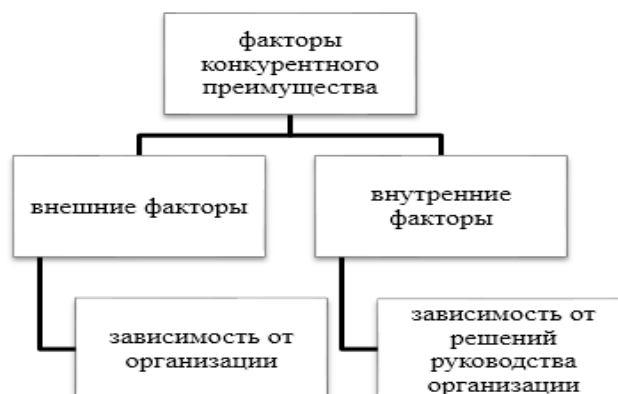 факторы
конкурентного
преимущества
внешние факторы
внутренние
факторы
зависимость от
организации
зависимость от
решений
руководства
организации